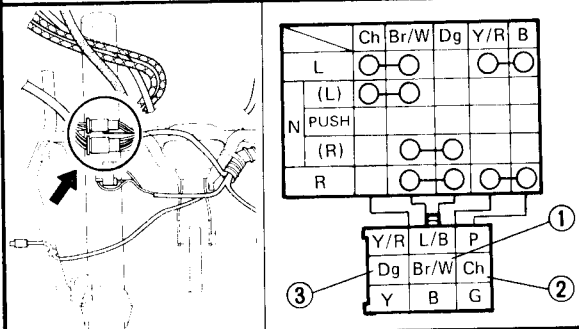 Ch Br/W Dg Y/R B
L
N (L)
PUSH
(R)
R
Y/R L/B P
Dg Br/W Ch
Y B G
1
2
3